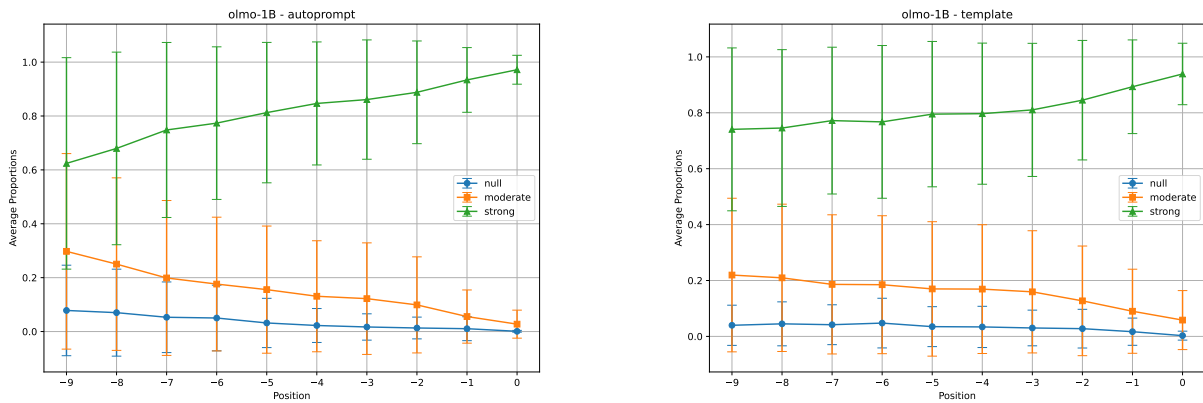 olmo-1B - autoprompt
1.0
0.8
0.6
0.4
0.2
0.0
Average Proportions
null
moderate
strong
−9 −8 −7 −6 −5 −4 −3 −2 −1 0
Position
olmo-1B - template
1.0
0.8
0.6
0.4
0.2
0.0
Average Proportions
null
moderate
strong
−9 −8 −7 −6 −5 −4 −3 −2 −1 0
Position